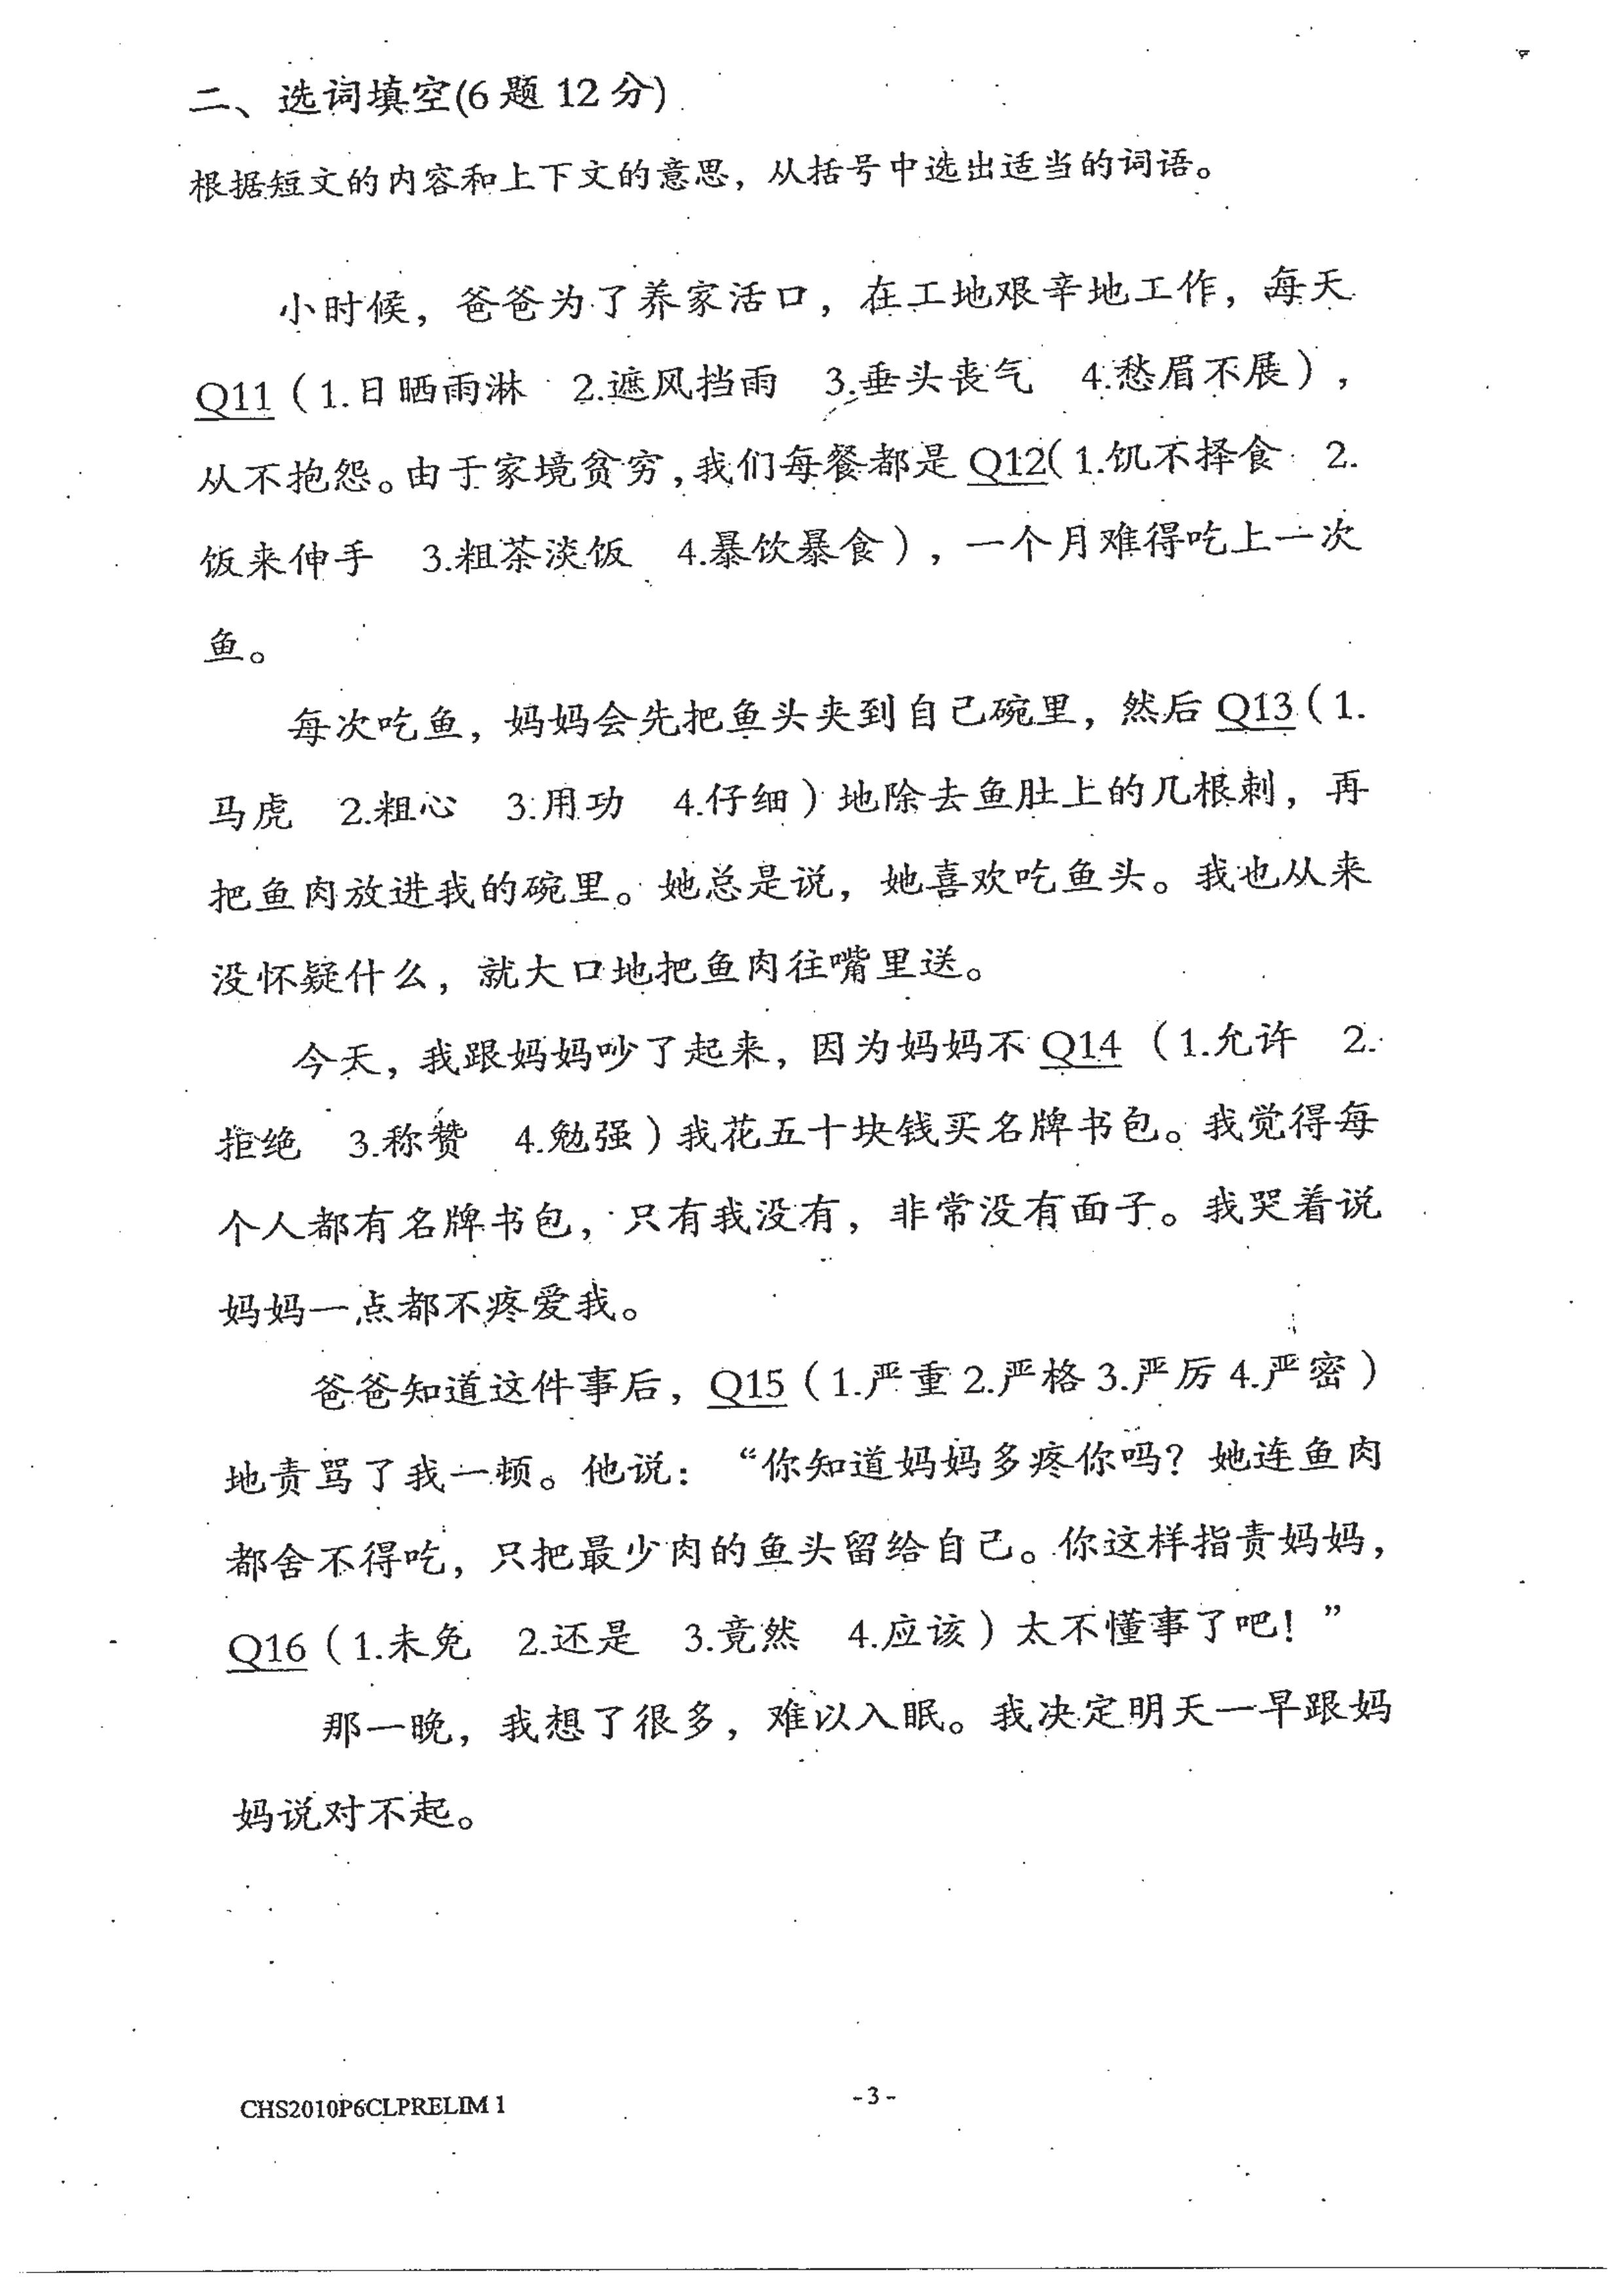 二、选词填空(6题12分)
根据短文的内容和上下文的意思，从括号中选出适当的词语。
小时候，爸爸为了养家活口，在工地艰辛地工作，每天
Q11（1.日晒雨淋 2.遮风挡雨 3.垂头丧气 4.愁眉不展），
从不抱怨。由于家境贫穷，我们每餐都是Q12（1.饥不择食 2.
饭来伸手 3.粗茶淡饭 4.暴饮暴食），一个月难得吃上一次
鱼。
每次吃鱼，妈妈会先把鱼头夹到自己碗里，然后Q13（1.
马虎 2.粗心 3.用功 4.仔细）地除去鱼肚上的几根刺，再
把鱼肉放进我的碗里。她总是说，她喜欢吃鱼头。我也从来
没怀疑什么，就大口地把鱼肉往嘴里送。
今天，我跟妈妈吵了起来，因为妈妈不Q14（1.允许 2.
拒绝 3.称赞 4.勉强）我花五十块钱买名牌书包。我觉得每
个人都有名牌书包，只有我没有，非常没有面子。我哭着说
妈妈一点都不疼爱我。
爸爸知道这件事后，Q15（1.严重2.严格3.严厉4.严密）
地责骂了我一顿。他说：“你知道妈妈多疼你吗？她连鱼肉
都舍不得吃，只把最少肉的鱼头留给自己。你这样指责妈妈，
Q16（1.未免 2.还是 3.竟然 4.应该）太不懂事了吧！”
那一晚，我想了很多，难以入眠。我决定明天一早跟妈
妈说对不起。
CHS2010P6CLPRELIM 1
-3-